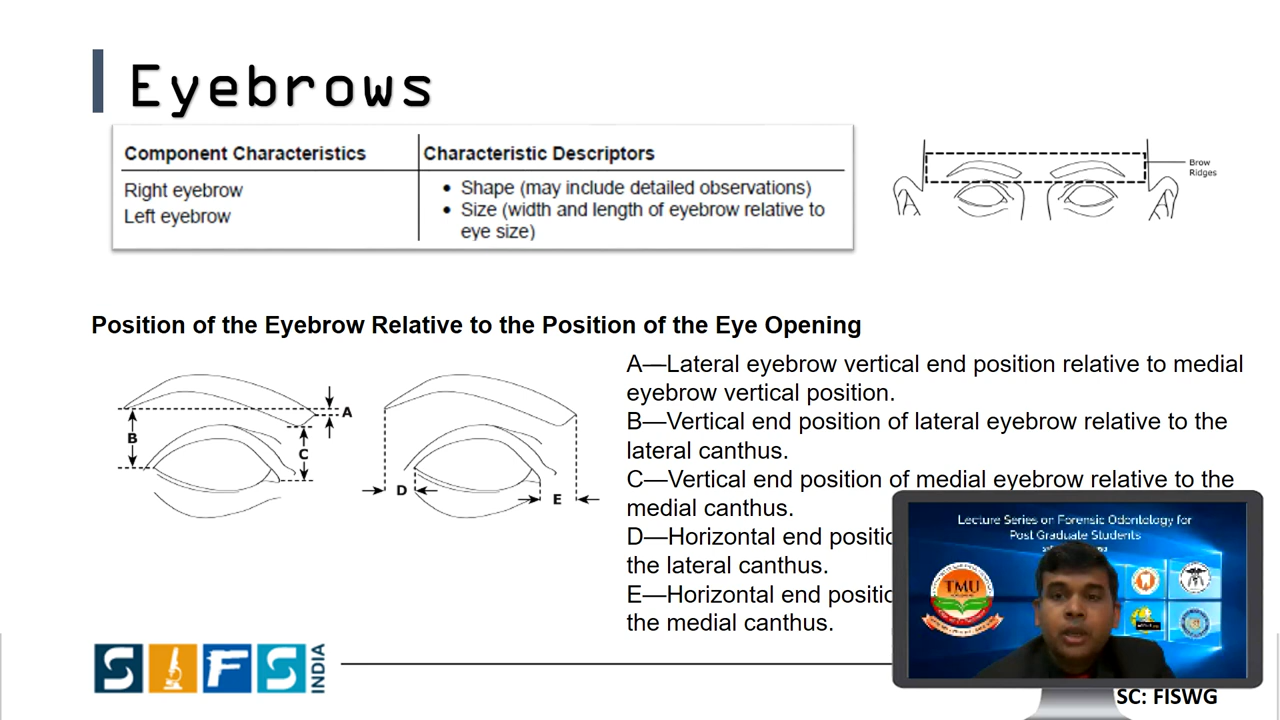 Eyebrows
Component Characteristics
Characteristic Descriptors
Right eyebrow
Left eyebrow
• Shape (may include detailed observations)
• Size (width and length of eyebrow relative to
eye size)
Brow
Ridges
Position of the Eyebrow Relative to the Position of the Eye Opening
A
B
C
D
E
A—Lateral eyebrow vertical end position relative to medial
eyebrow vertical position.
B—Vertical end position of lateral eyebrow relative to the
lateral canthus.
C—Vertical end position of medial eyebrow relative to the
medial canthus.
D—Horizontal end
the lateral canthus.
E—Horizontal end
the medial canthus.
Lecture Series on Forensic Odontology for
Post Graduate Students
TMU
SIFS
INDIA
SC: FISWG